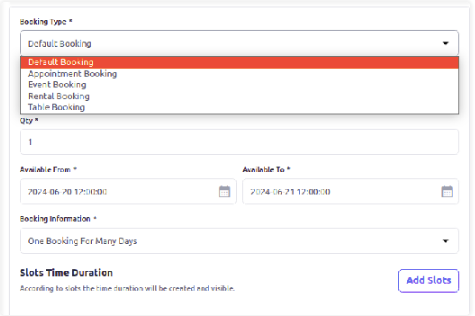 Booking Type *
Default Booking
Default Booking
Appointment Booking
Event Booking
Rental Booking
Table Booking
Qty *
1
Available From *
Available To *
2024-06-20 12:00:00
2024-06-21 12:00:00
Booking Information *
One Booking For Many Days
Slots Time Duration
Add Slots
According to slots the time duration will be created and visible.